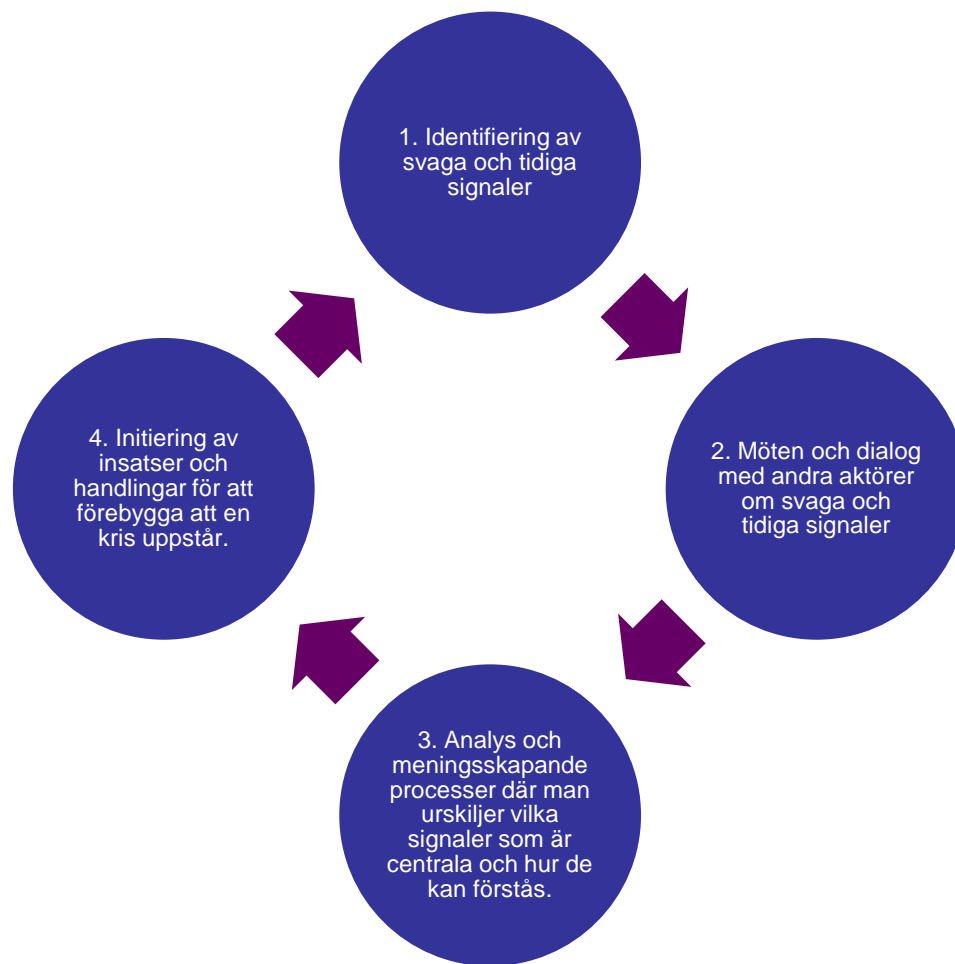 1. Identifiering av
svaga och tidiga
signaler
2. Möten och dialog
med andra aktörer
om svaga och
tidiga signaler
3. Analys och
meningsskapande
processer där man
urskiljer vilka
signaler som är
centrala och hur de
kan förstås.
4. Initiering av
insatser och
handlingar för att
förebygga att en
kris uppstår.